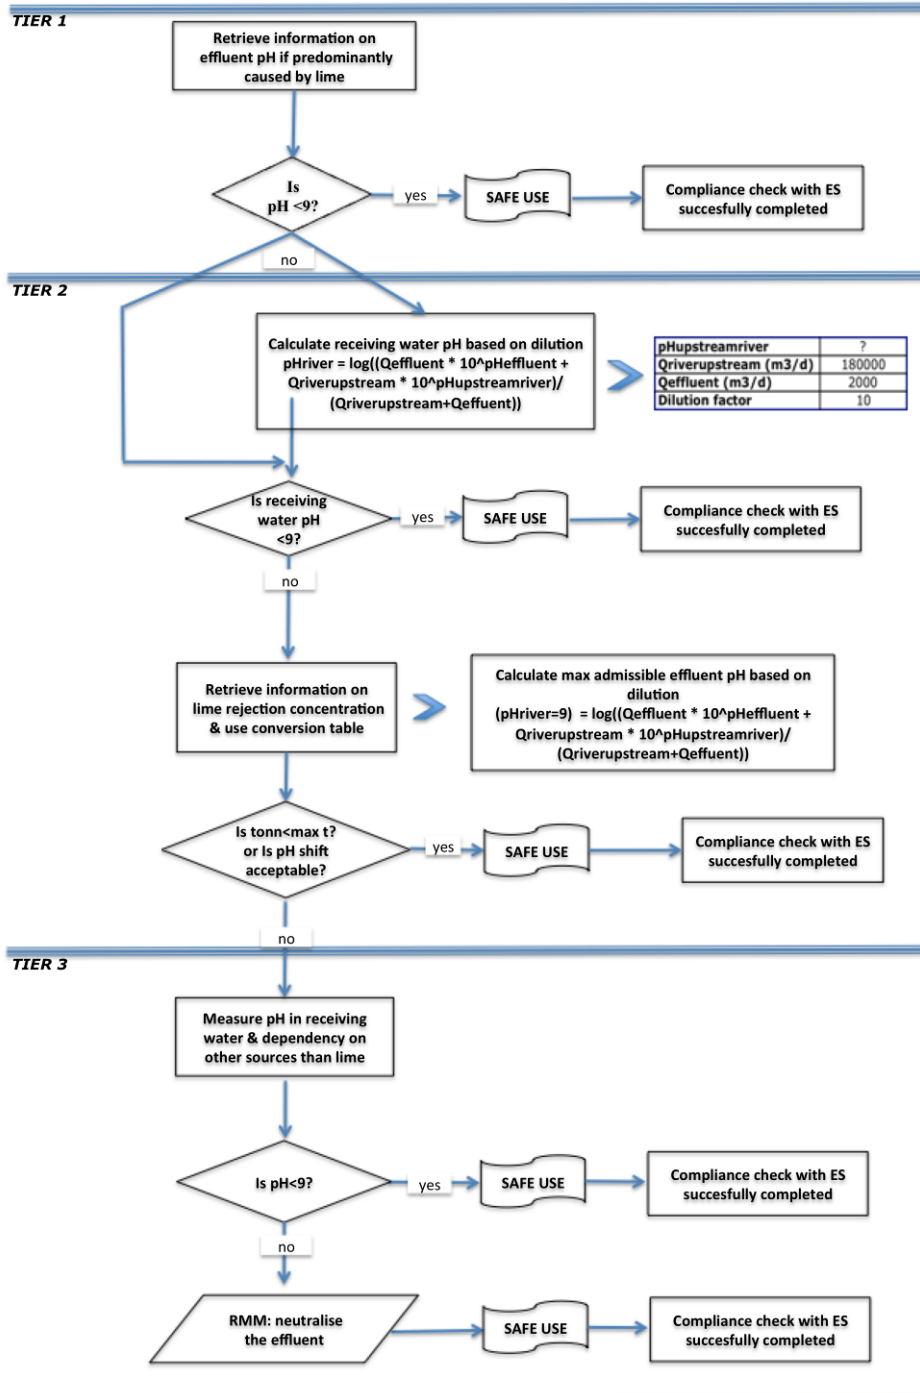 TIER 1
Retrieve information on
effluent pH if predominantly
caused by lime
Is
pH <9?
yes
SAFE USE
Compliance check with ES
succesfully completed
no
TIER 2
Calculate receiving water pH based on dilution
pHriver = log((Qeffluent * 10^pHeffluent +
Qriverupstream * 10^pHupstreamriver)/
(Qriverupstream+Qeffuent))
pHupstreamriver ?
Qriverupstream (m3/d) 180000
Qeffluent (m3/d) 2000
Dilution factor 10
Is receiving
water pH
<9?
yes
SAFE USE
Compliance check with ES
succesfully completed
no
Retrieve information on
lime rejection concentration
& use conversion table
Calculate max admissible effluent pH based on
dilution
(pHriver=9) = log((Qeffluent * 10^pHeffluent +
Qriverupstream * 10^pHupstreamriver)/
(Qriverupstream+Qeffuent))
Is tonn<max t?
or Is pH shift
acceptable?
yes
SAFE USE
Compliance check with ES
succesfully completed
no
TIER 3
Measure pH in receiving
water & dependency on
other sources than lime
Is pH<9?
yes
SAFE USE
Compliance check with ES
succesfully completed
no
RMM: neutralise
the effluent
SAFE USE
Compliance check with ES
succesfully completed